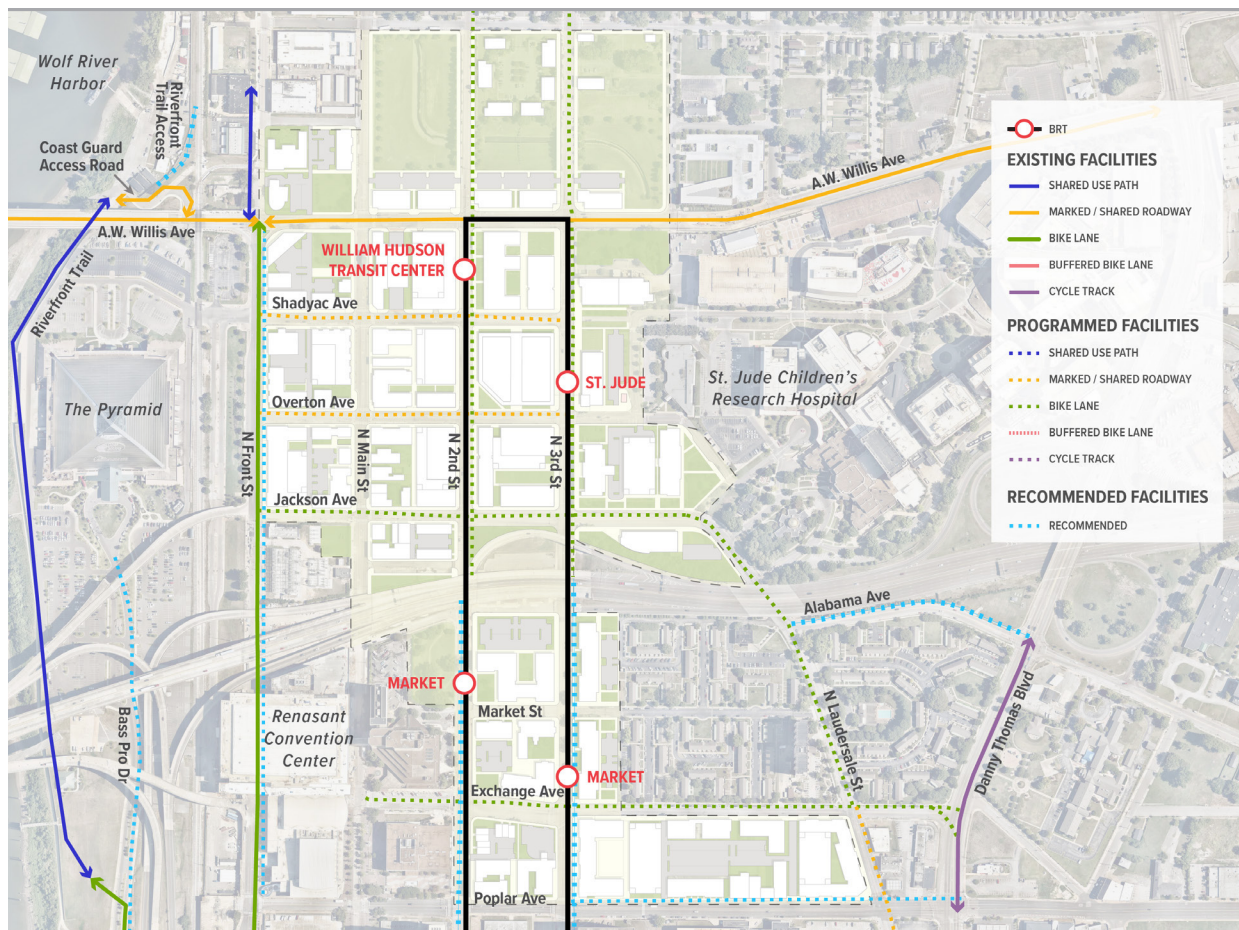 Wolf River
Harbor
Riverfront
Trail Access
Coast Guard
Access Road
A.W. Willis Ave
A.W. Willis Ave
Riverfront Trail
WILLIAM HUDSON
TRANSIT CENTER
Shadyac Ave
ST. JUDE
St. Jude Children's
Research Hospital
The Pyramid
Overton Ave
N Front St
N Main St
N 2nd St
N 3rd St
Jackson Ave
Alabama Ave
MARKET
Market St
Renasant
Convention
Center
Bass Pro Dr
N Laudersale St
Danny Thomas Blvd
MARKET
Exchange Ave
Poplar Ave
BRT
EXISTING FACILITIES
SHARED USE PATH
MARKED / SHARED ROADWAY
BIKE LANE
BUFFERED BIKE LANE
CYCLE TRACK
PROGRAMMED FACILITIES
SHARED USE PATH
MARKED / SHARED ROADWAY
BIKE LANE
BUFFERED BIKE LANE
CYCLE TRACK
RECOMMENDED FACILITIES
RECOMMENDED